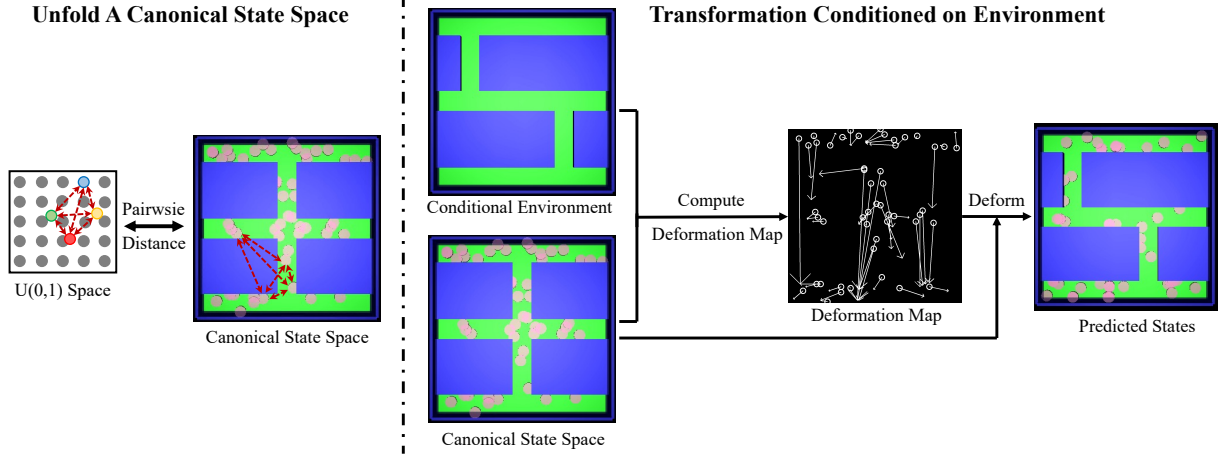 Unfold A Canonical State Space
Pairwsie
Distance
U(0,1) Space
Canonical State Space
Transformation Conditioned on Environment
Conditional Environment
Canonical State Space
Compute
Deformation Map
Deformation Map
Deform
Predicted States